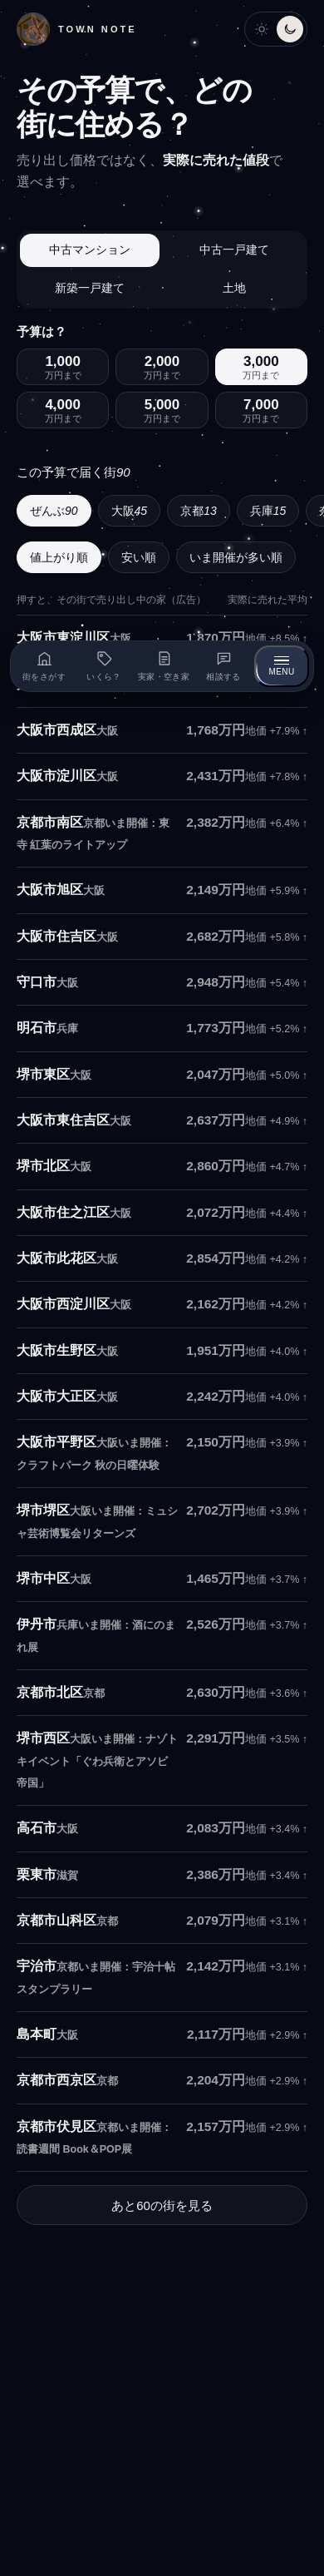 TOWN NOTE
その予算で、どの
街に住める？
売り出し価格ではなく、実際に売れた値段で
選べます。
中古マンション
中古一戸建て
新築一戸建て
土地
予算は？
1,000
万円まで
2,000
万円まで
3,000
万円まで
4,000
万円まで
5,000
万円まで
7,000
万円まで
この予算で届く街90
ぜんぶ90
大阪45
京都13
兵庫15
値上がり順
安い順
いま開催が多い順
押すと、その街で売り出し中の家（広告）
実際に売れた平均
大阪市東淀川区大阪
1,870万円地価 +8.5% ↑
街をさがす
いくら？
実家・空き家
相談する
MENU
大阪市西成区大阪
1,768万円地価 +7.9% ↑
大阪市淀川区大阪
2,431万円地価 +7.8% ↑
京都市南区京都いま開催：東
寺 紅葉のライトアップ
2,382万円地価 +6.4% ↑
大阪市旭区大阪
2,149万円地価 +5.9% ↑
大阪市住吉区大阪
2,682万円地価 +5.8% ↑
守口市大阪
2,948万円地価 +5.4% ↑
明石市兵庫
1,773万円地価 +5.2% ↑
堺市東区大阪
2,047万円地価 +5.0% ↑
大阪市東住吉区大阪
2,637万円地価 +4.9% ↑
堺市北区大阪
2,860万円地価 +4.7% ↑
大阪市住之江区大阪
2,072万円地価 +4.4% ↑
大阪市此花区大阪
2,854万円地価 +4.2% ↑
大阪市西淀川区大阪
2,162万円地価 +4.2% ↑
大阪市生野区大阪
1,951万円地価 +4.0% ↑
大阪市大正区大阪
2,242万円地価 +4.0% ↑
大阪市平野区大阪いま開催：
クラフトパーク 秋の日曜体験
2,150万円地価 +3.9% ↑
堺市堺区大阪いま開催：ミュシ
ャ芸術博覧会リターンズ
2,702万円地価 +3.9% ↑
堺市中区大阪
1,465万円地価 +3.7% ↑
伊丹市兵庫いま開催：酒にのま
れ展
2,526万円地価 +3.7% ↑
京都市北区京都
2,630万円地価 +3.6% ↑
堺市西区大阪いま開催：ナゾト
キイベント「ぐわ兵衛とアソビ
帝国」
2,291万円地価 +3.5% ↑
高石市大阪
2,083万円地価 +3.4% ↑
栗東市滋賀
2,386万円地価 +3.4% ↑
京都市山科区京都
2,079万円地価 +3.1% ↑
宇治市京都いま開催：宇治十帖
スタンプラリー
2,142万円地価 +3.1% ↑
島本町大阪
2,117万円地価 +2.9% ↑
京都市西京区京都
2,204万円地価 +2.9% ↑
京都市伏見区京都いま開催：
読書週間 Book＆POP展
2,157万円地価 +2.9% ↑
あと60の街を見る